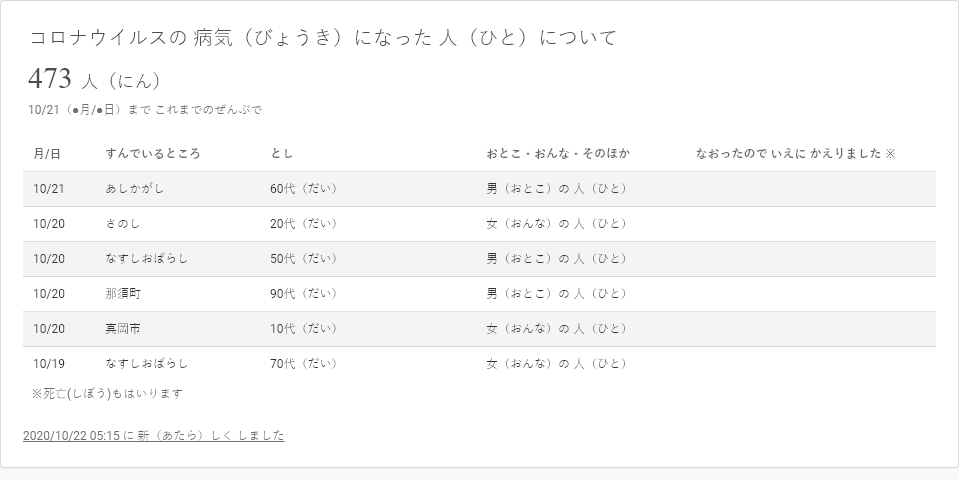 コロナウイルスの 病気（びょうき）になった 人（ひと）について
473 人（にん）
10/21（●月/●日）まで これまでのぜんぶで
月/日 すんでいるところ とし おとこ・おんな・そのほか なおったので いえに かえりました ※
10/21 あしかがし 60代（だい） 男（おとこ）の 人（ひと）
10/20 さのし 20代（だい） 女（おんな）の 人（ひと）
10/20 なすしおばらし 50代（だい） 男（おとこ）の 人（ひと）
10/20 那須町 90代（だい） 男（おとこ）の 人（ひと）
10/20 真岡市 10代（だい） 女（おんな）の 人（ひと）
10/19 なすしおばらし 70代（だい） 女（おんな）の 人（ひと）
※死亡(しぼう)もはいります
2020/10/22 05:15 に 新（あたら）しく しました